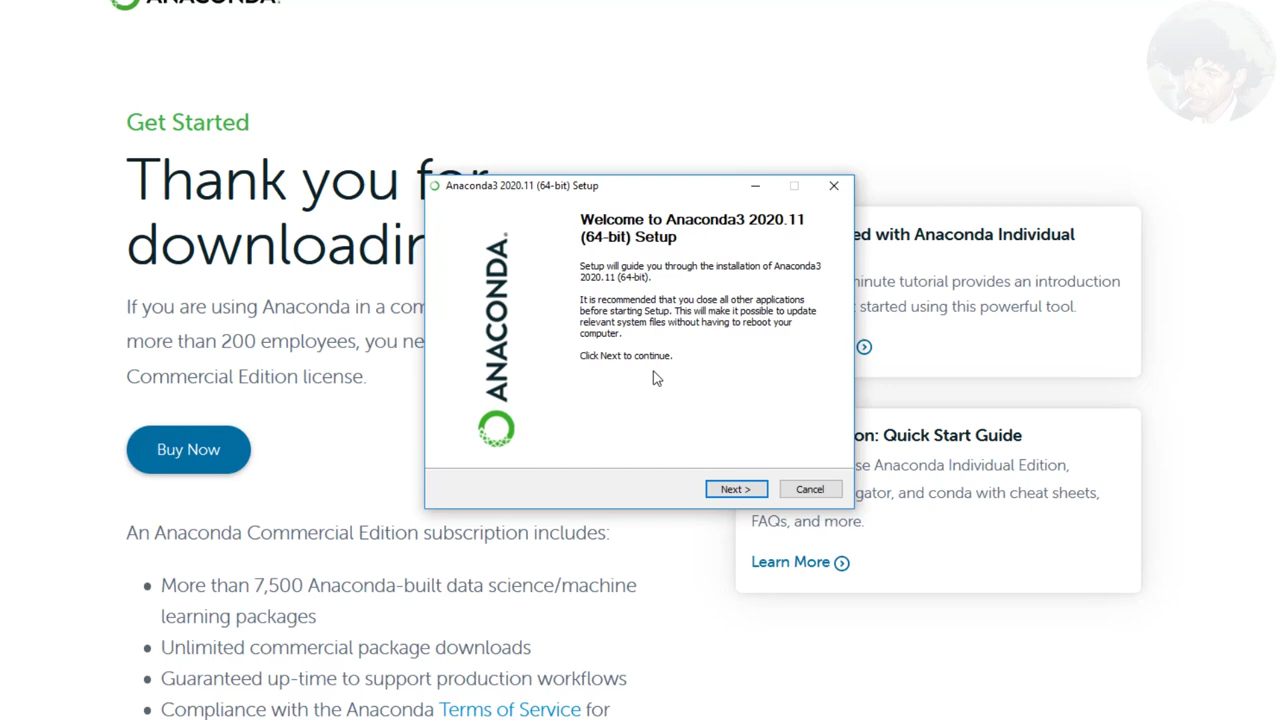 ANACONDA.
Get Started
Thank you for
downloadin
If you are using Anaconda in a com
more than 200 employees, you ne
Commercial Edition license.
Buy Now
An Anaconda Commercial Edition subscription includes:
More than 7,500 Anaconda-built data science/machine
learning packages
Unlimited commercial package downloads
Guaranteed up-time to support production workflows
Compliance with the Anaconda Terms of Service for
Anaconda3 2020.11 (64-bit) Setup
ANACONDA.
Welcome to Anaconda3 2020.11
(64-bit) Setup
Setup will guide you through the installation of Anaconda3
2020.11 (64-bit).
It is recommended that you close all other applications
before starting Setup. This will make it possible to update
relevant system files without having to reboot your
computer.
Click Next to continue.
Next >
Cancel
ed with Anaconda Individual
minute tutorial provides an introduction
started using this powerful tool.
on: Quick Start Guide
se Anaconda Individual Edition,
gator, and conda with cheat sheets,
FAQs, and more.
Learn More